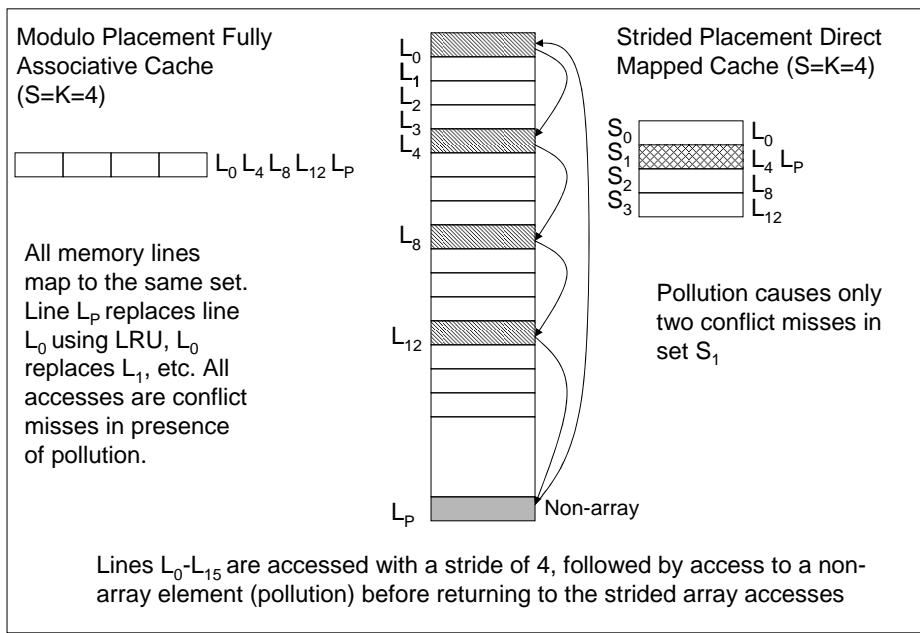 Modulo Placement Fully
Associative Cache
(S=K=4)
L₀ L₄ L₈ L₁₂ L_P
All memory lines
map to the same set.
Line L_P replaces line
L₀ using LRU, L₀
replaces L₁, etc. All
accesses are conflict
misses in presence
of pollution.
L₀
L₁
L₂
L₃
L₄
L₈
L₁₂
L_P
Non-array
Strided Placement Direct
Mapped Cache (S=K=4)
S₀ L₀
S₁ L₄ L_P
S₂ L₈
S₃ L₁₂
Pollution causes only
two conflict misses in
set S₁
Lines L₀-L₁₅ are accessed with a stride of 4, followed by access to a non-
array element (pollution) before returning to the strided array accesses